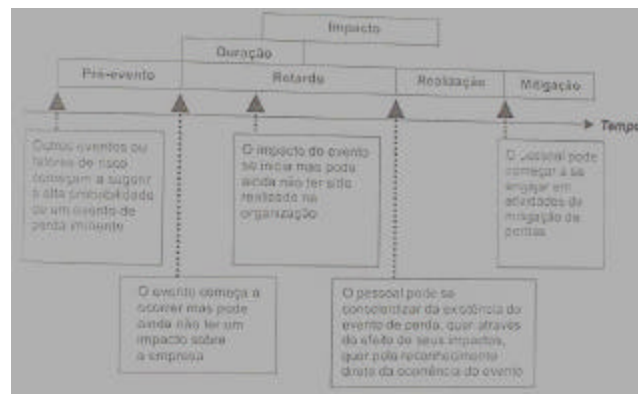 Impacto
Duração
Pré-evento
Retardo
Realização
Mitigação
Tempo
Outros eventos ou
fatores de risco
começam a sugerir
a alta probabilidade
de um evento de
perda iminente
O impacto do evento
se inicia mas pode
ainda não ter sido
realizado na
organização
O pessoal pode
começar a se
engajar em
atividades de
mitigação de
perdas
O evento começa a
ocorrer mas pode
ainda não ter um
impacto sobre
a empresa
O pessoal pode se
conscientizar da existência do
evento de perda, quer através
do efeito de seus impactos,
quer pelo reconhecimento
direto da ocorrência do evento